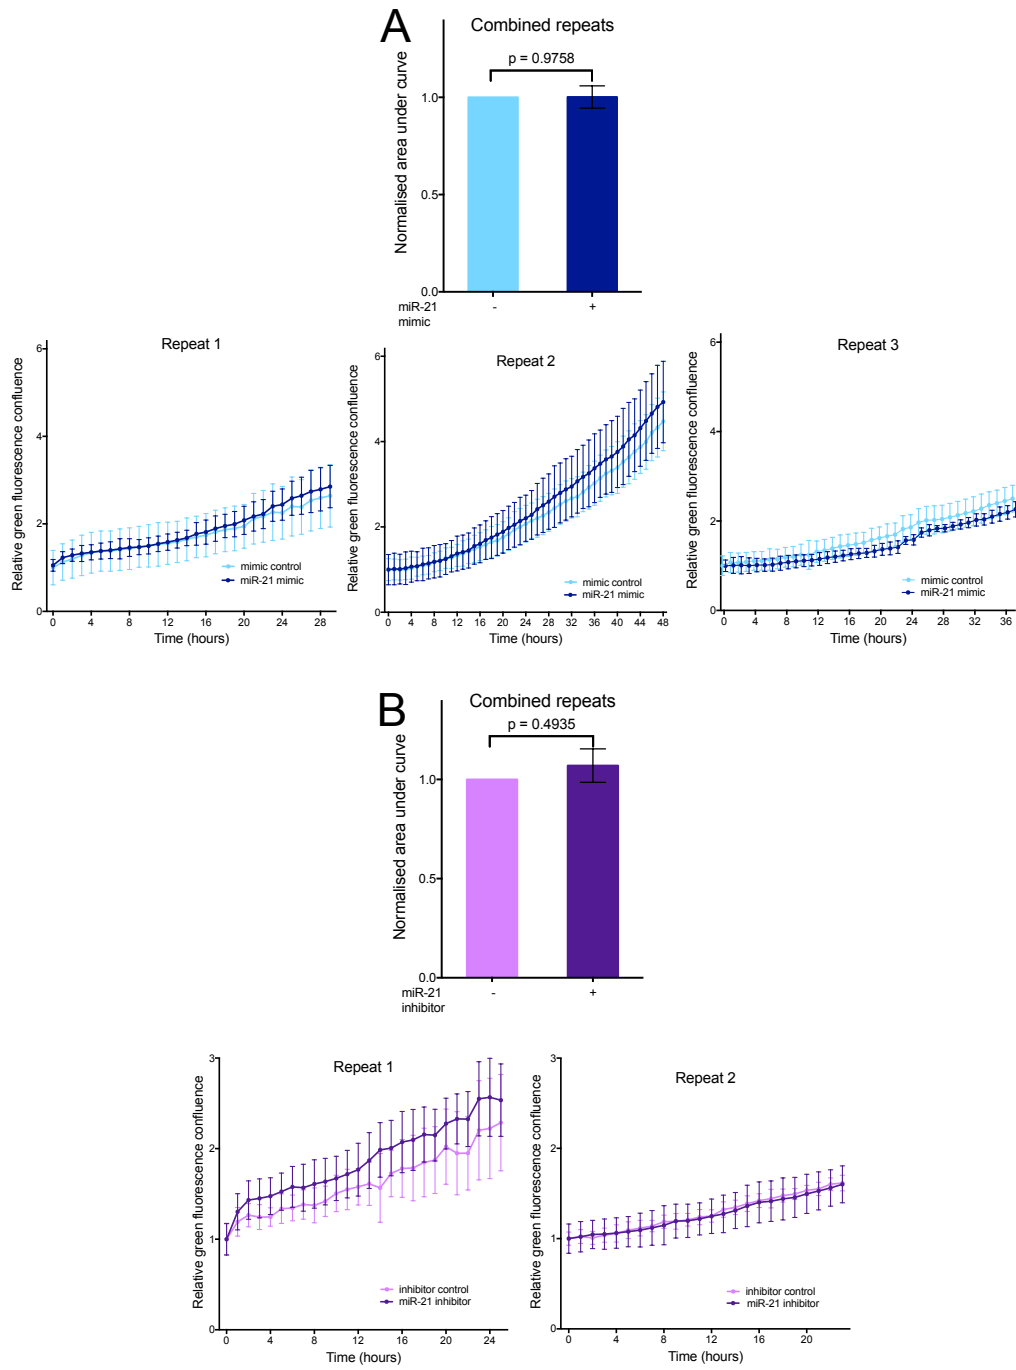 A
Combined repeats
p = 0.9758
Normalised area under curve
1.0
0.5
0.0
miR-21 mimic
-
+
Repeat 1
Relative green fluorescence confluence
6
4
2
0
0 4 8 12 16 20 24 28
Time (hours)
mimic control
miR-21 mimic
Repeat 2
Relative green fluorescence confluence
6
4
2
0
0 4 8 12 16 20 24 28 32 36 40 44 48
Time (hours)
mimic control
miR-21 mimic
Repeat 3
Relative green fluorescence confluence
6
4
2
0
0 4 8 12 16 20 24 28 32 36
Time (hours)
mimic control
miR-21 mimic
B
Combined repeats
p = 0.4935
Normalised area under curve
1.0
0.5
0.0
miR-21 inhibitor
-
+
Repeat 1
Relative green fluorescence confluence
3
2
1
0
0 4 8 12 16 20 24
Time (hours)
inhibitor control
miR-21 inhibitor
Repeat 2
Relative green fluorescence confluence
3
2
1
0
0 4 8 12 16 20
Time (hours)
inhibitor control
miR-21 inhibitor